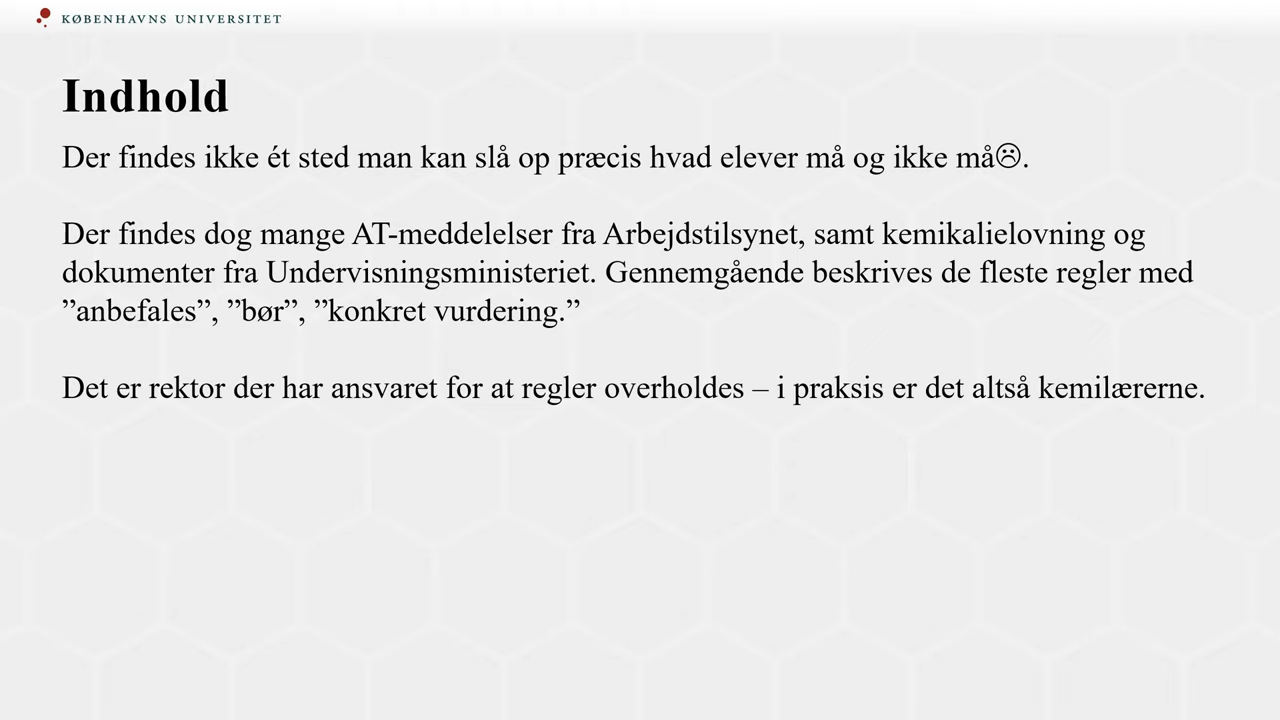 KØBENHAVNS UNIVERSITET
Indhold
Der findes ikke ét sted man kan slå op præcis hvad elever må og ikke må☹.
Der findes dog mange AT-meddelelser fra Arbejdstilsynet, samt kemikalielovning og
dokumenter fra Undervisningsministeriet. Gennemgående beskrives de fleste regler med
”anbefales”, ”bør”, ”konkret vurdering.”
Det er rektor der har ansvaret for at regler overholdes – i praksis er det altså kemilærerne.